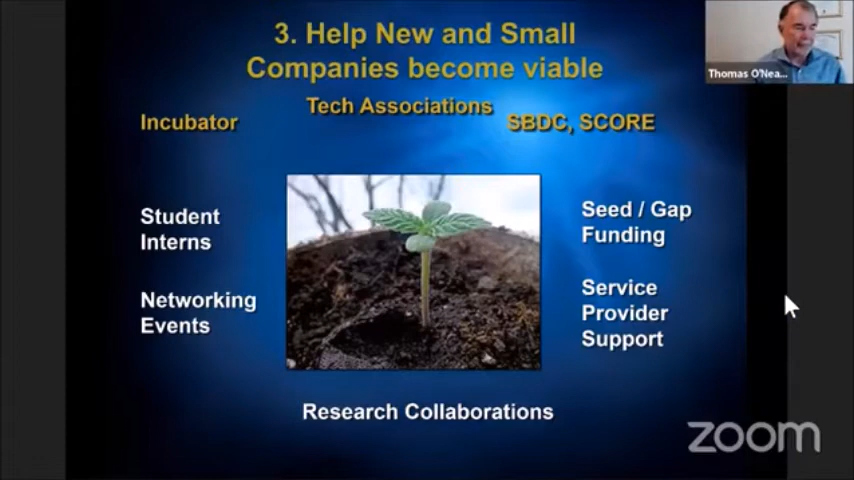 3. Help New and Small
Companies become viable
Thomas O'Nea...
Tech Associations
Incubator
SBDC, SCORE
Student
Interns
Seed / Gap
Funding
Networking
Events
Service
Provider
Support
Research Collaborations
zoom